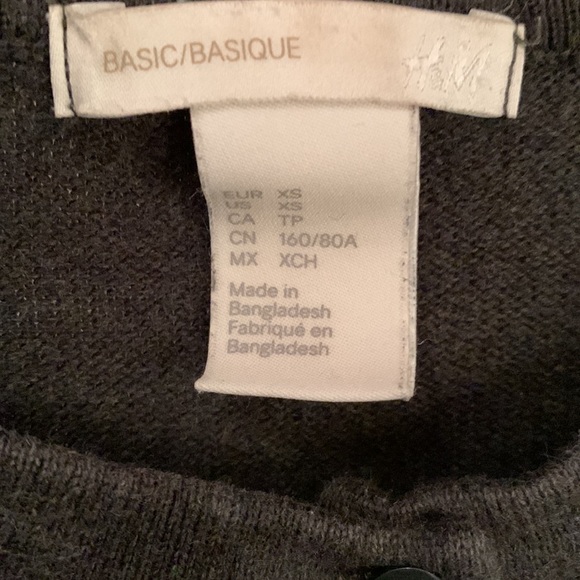 BASIC/BASIQUE
H&M
EUR XS
US XS
CA TP
CN 160/80A
MX XCH
Made in
Bangladesh
Fabriqué en
Bangladesh